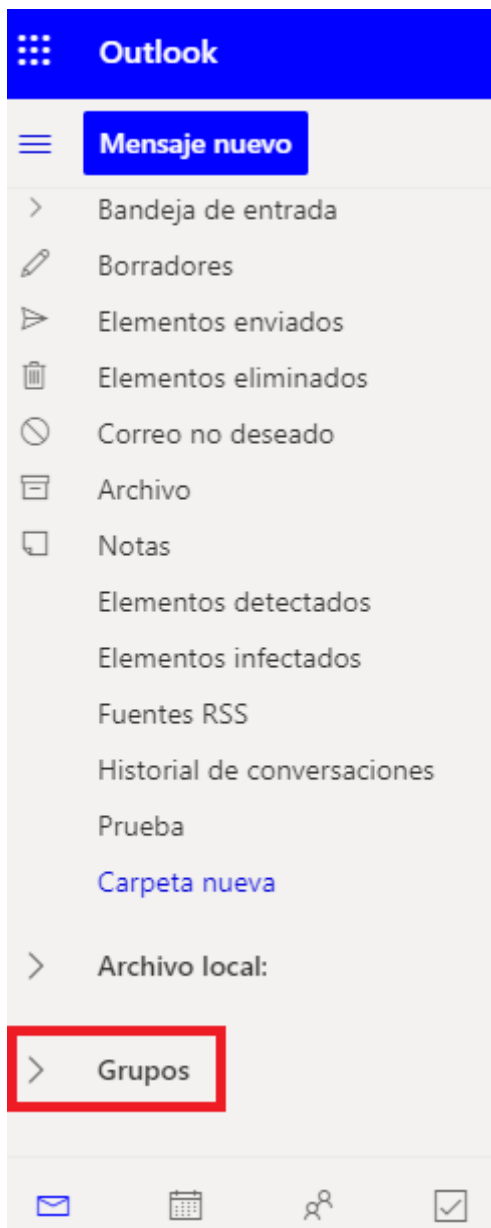 Outlook
Mensaje nuevo
Bandeja de entrada
Borradores
Elementos enviados
Elementos eliminados
Correo no deseado
Archivo
Notas
Elementos detectados
Elementos infectados
Fuentes RSS
Historial de conversaciones
Prueba
Carpeta nueva
Archivo local:
Grupos